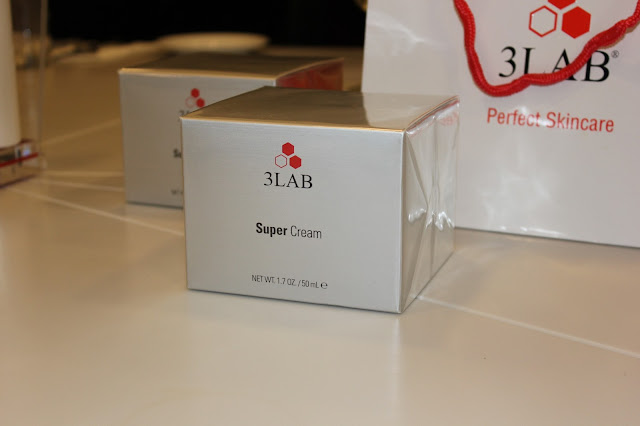 3LAB
Super Cream
NET WT. 1.7 OZ. / 50 mL ℮
3LAB®
Perfect Skincare